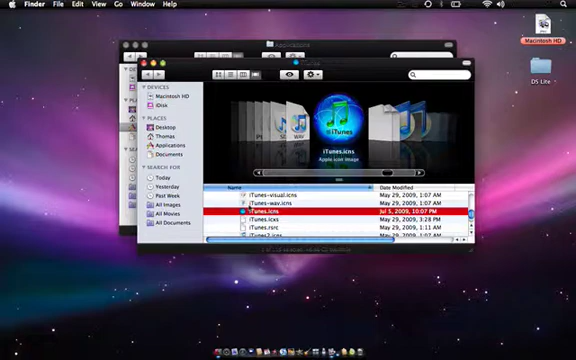 Finder File Edit View Go Window Help
Macintosh HD
DS Lite
Applications
DEVICES
Macintosh HD
iDisk
PLACES
Desktop
Thomas
Applications
Documents
SEARCH FOR
Today
Yesterday
Past Week
All Images
All Movies
All Documents
WAV
iTunes
iTunes.icns
Apple icon image
Name Date Modified
iTunes-visual.icns May 29, 2009, 1:07 AM
iTunes-wav.icns May 29, 2009, 1:07 AM
iTunes.icns Jul 5, 2009, 10:07 PM
iTunes.icxs May 29, 2009, 3:28 PM
iTunes.rsrc May 29, 2009, 1:11 AM
iTunes2.icns May 29, 2009, 1:07 AM